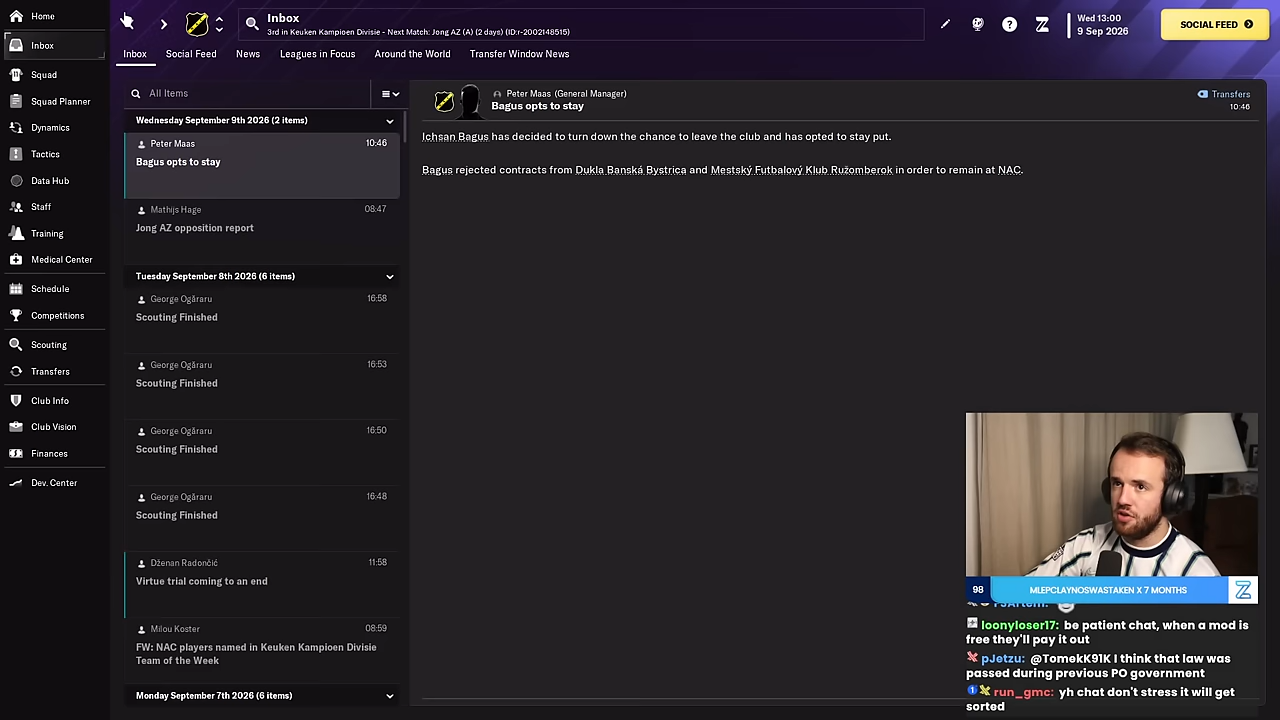 Home
Inbox
Squad
Squad Planner
Dynamics
Tactics
Data Hub
Staff
Training
Medical Center
Schedule
Competitions
Scouting
Transfers
Club Info
Club Vision
Finances
Dev. Center
Inbox
3rd in Keuken Kampioen Divisie - Next Match: Jong AZ (A) (2 days) (ID:r-2002148515)
Wed 13:00
9 Sep 2026
SOCIAL FEED
Inbox
Social Feed
News
Leagues in Focus
Around the World
Transfer Window News
All Items
Wednesday September 9th 2026 (2 items)
Peter Maas 10:46
Bagus opts to stay
Mathijs Hage 08:47
Jong AZ opposition report
Tuesday September 8th 2026 (6 items)
George Ogăraru 16:58
Scouting Finished
George Ogăraru 16:53
Scouting Finished
George Ogăraru 16:50
Scouting Finished
George Ogăraru 16:48
Scouting Finished
Dženan Radončić 11:58
Virtue trial coming to an end
Milou Koster 08:59
FW: NAC players named in Keuken Kampioen Divisie
Team of the Week
Monday September 7th 2026 (6 items)
Peter Maas (General Manager)
Bagus opts to stay
Transfers
10:46
Ichsan Bagus has decided to turn down the chance to leave the club and has opted to stay put.
Bagus rejected contracts from Dukla Banská Bystrica and Mestský Futbalový Klub Ružomberok in order to remain at NAC.
98 MLEPCLAYNOSWASTAKEN X 7 MONTHS
loonyloser17: be patient chat, when a mod is
free they'll pay it out
pJetzu: @TomekK91K I think that law was
passed during previous PO government
run_gmc: yh chat don't stress it will get
sorted